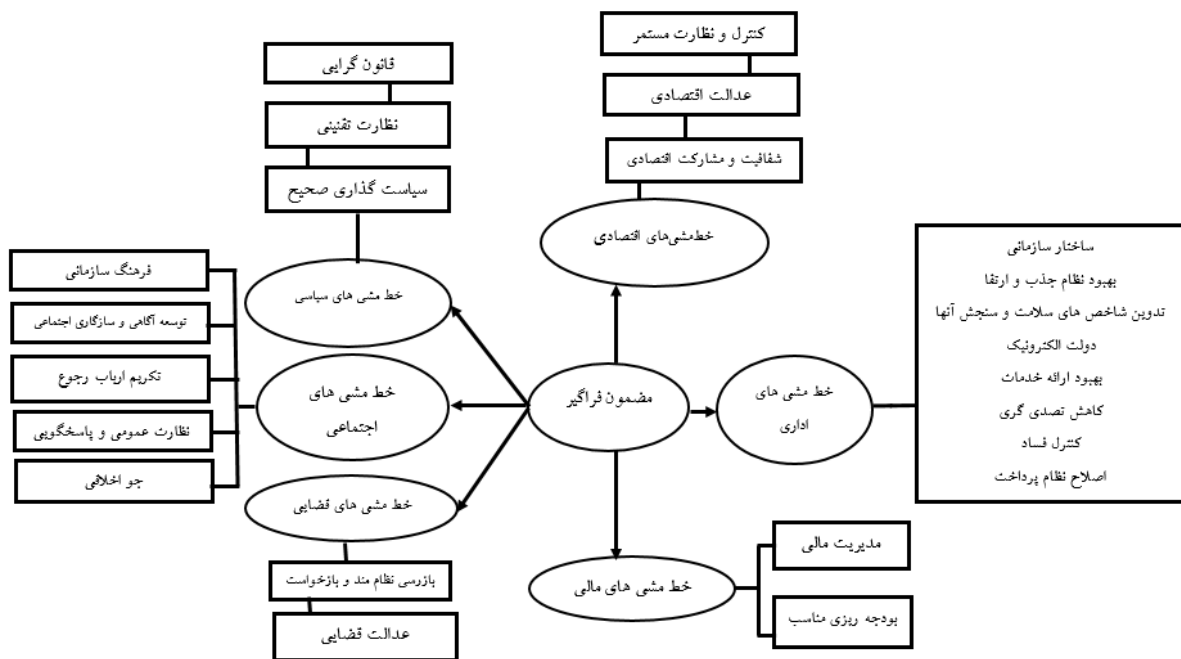 کنترل و نظارت مستمر
عدالت اقتصادی
شفافیت و مشارکت اقتصادی
خط‌مشی‌های اقتصادی
قانون گرایی
نظارت تقنینی
سیاست گذاری صحیح
خط مشی های سیاسی
ساختار سازمانی
بهبود نظام جذب و ارتقا
تدوین شاخص های سلامت و سنجش آنها
دولت الکترونیک
بهبود ارائه خدمات
کاهش تصدی گری
کنترل فساد
اصلاح نظام پرداخت
خط مشی های
اداری
مضمون فراگیر
خط مشی های
اجتماعی
فرهنگ سازمانی
توسعه آگاهی و سازگاری اجتماعی
تکریم ارباب رجوع
نظارت عمومی و پاسخگویی
جو اخلاقی
خط مشی های قضایی
بازرسی نظام مند و بازخواست
عدالت قضایی
خط مشی های مالی
مدیریت مالی
بودجه ریزی مناسب